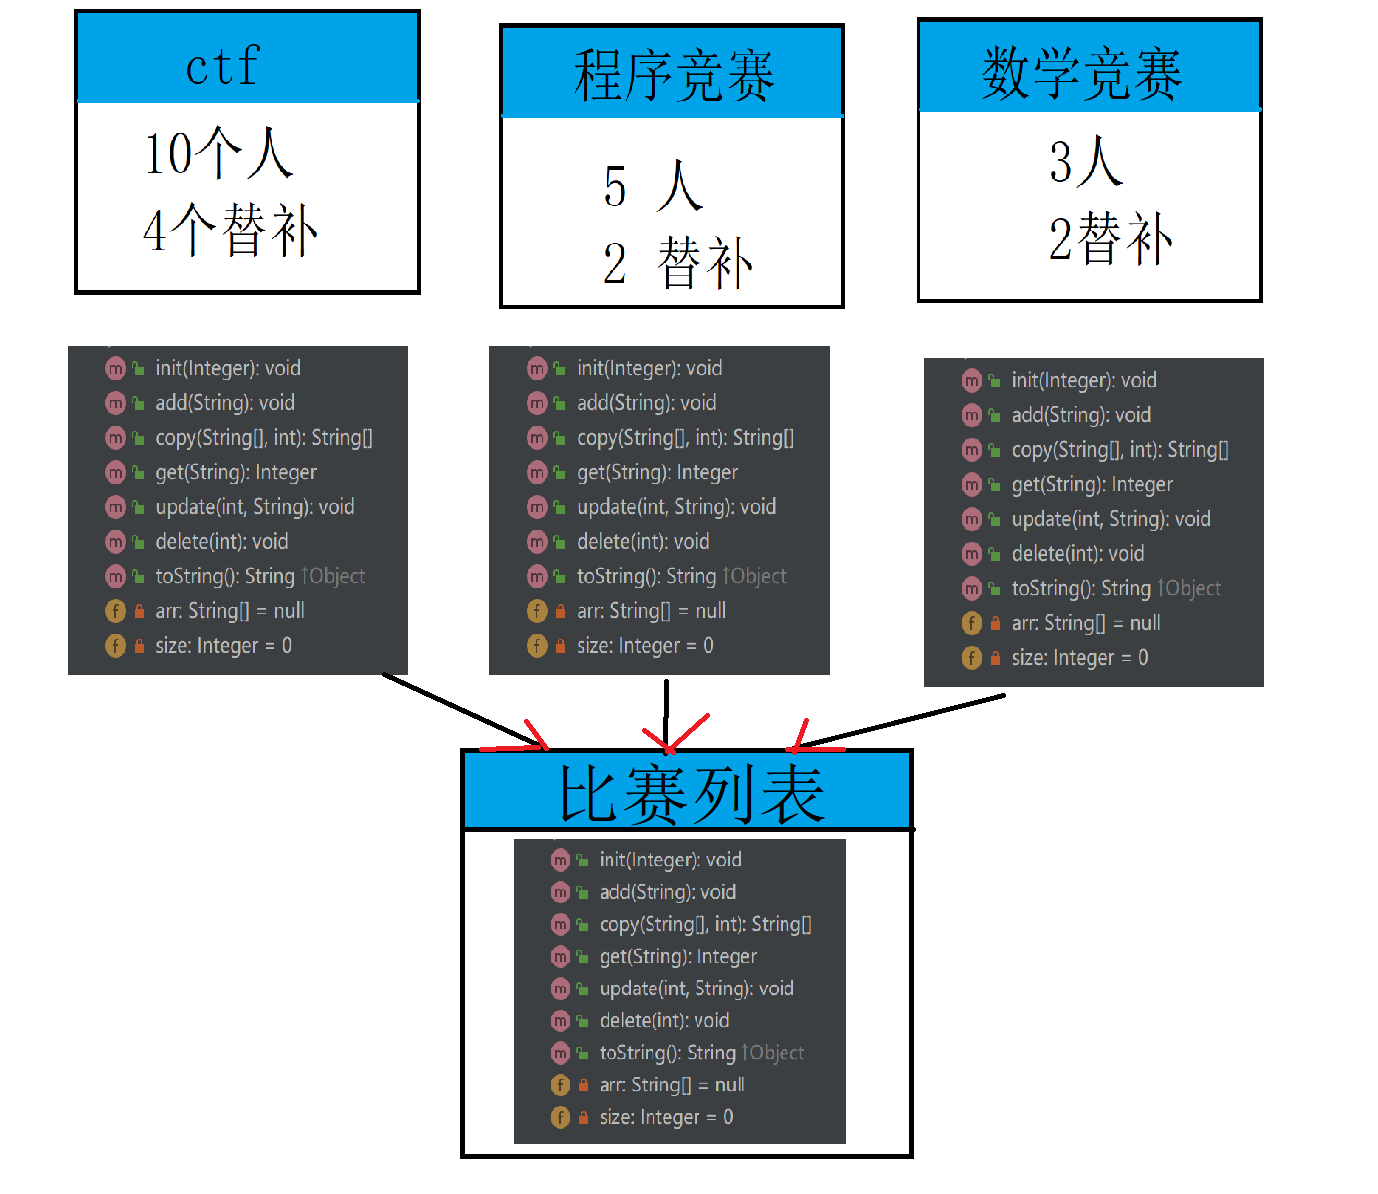 ctf
10个人
4个替补
程序竞赛
5 人
2 替补
数学竞赛
3人
2替补
m init(Integer): void
m add(String): void
m copy(String[], int): String[]
m get(String): Integer
m update(int, String): void
m delete(int): void
m toString(): String ↑Object
f arr: String[] = null
f size: Integer = 0
m init(Integer): void
m add(String): void
m copy(String[], int): String[]
m get(String): Integer
m update(int, String): void
m delete(int): void
m toString(): String ↑Object
f arr: String[] = null
f size: Integer = 0
m init(Integer): void
m add(String): void
m copy(String[], int): String[]
m get(String): Integer
m update(int, String): void
m delete(int): void
m toString(): String ↑Object
f arr: String[] = null
f size: Integer = 0
比赛列表
m init(Integer): void
m add(String): void
m copy(String[], int): String[]
m get(String): Integer
m update(int, String): void
m delete(int): void
m toString(): String ↑Object
f arr: String[] = null
f size: Integer = 0